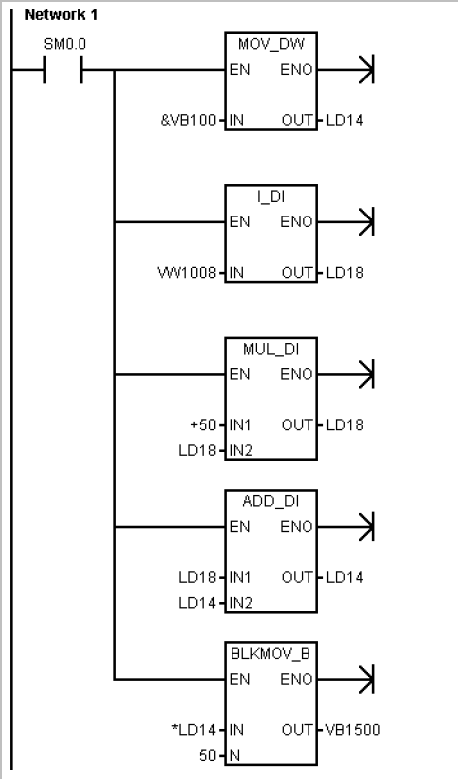 Network 1
SM0.0
MOV_DW
EN ENO
&VB100 IN OUT LD14
I_DI
EN ENO
VW1008 IN OUT LD18
MUL_DI
EN ENO
+50 IN1 OUT LD18
LD18 IN2
ADD_DI
EN ENO
LD18 IN1 OUT LD14
LD14 IN2
BLKMOV_B
EN ENO
*LD14 IN OUT VB1500
50 N